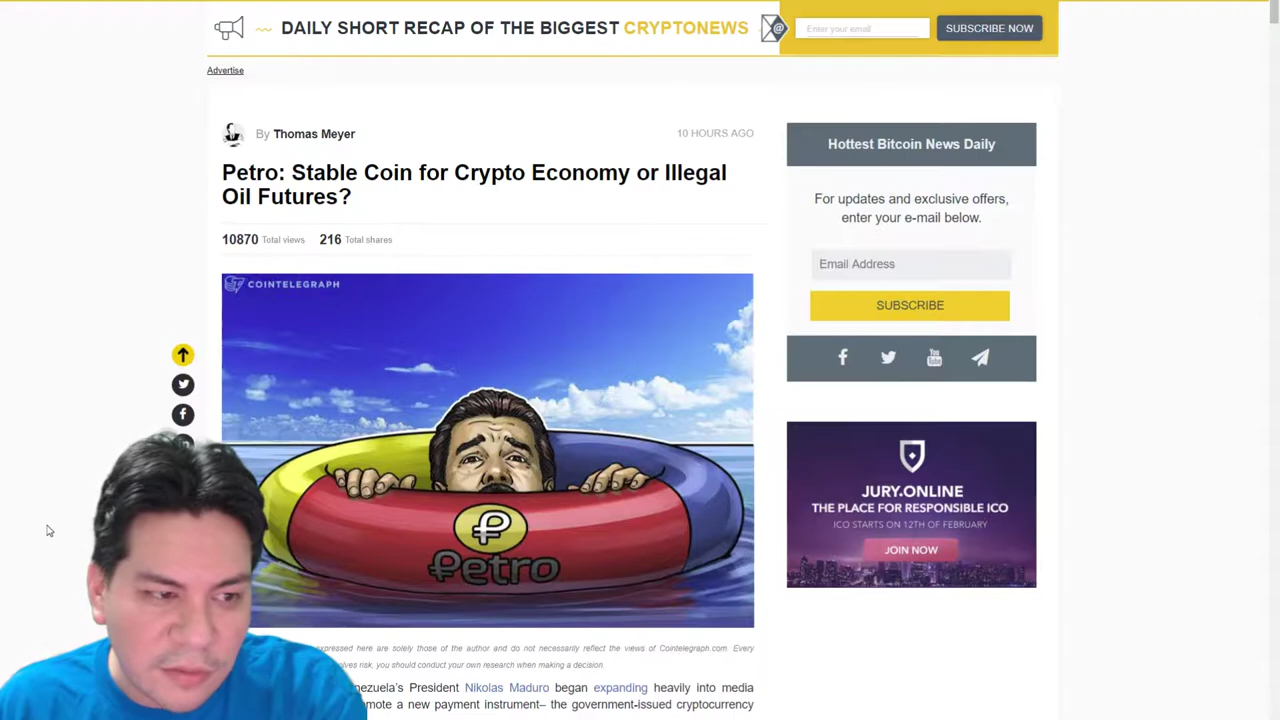 DAILY SHORT RECAP OF THE BIGGEST CRYPTONEWS
Enter your email
SUBSCRIBE NOW
Advertise
By Thomas Meyer
10 HOURS AGO
Petro: Stable Coin for Crypto Economy or Illegal
Oil Futures?
10870 Total views 216 Total shares
COINTELEGRAPH
Petro
expressed here are solely those of the author and do not necessarily reflect the views of Cointelegraph.com. Every
risk, you should conduct your own research when making a decision.
President Nikolas Maduro began expanding heavily into media
a new payment instrument– the government-issued cryptocurrency
Hottest Bitcoin News Daily
For updates and exclusive offers,
enter your e-mail below.
Email Address
SUBSCRIBE
You
Tube
JURY.ONLINE
THE PLACE FOR RESPONSIBLE ICO
ICO STARTS ON 12TH OF FEBRUARY
JOIN NOW